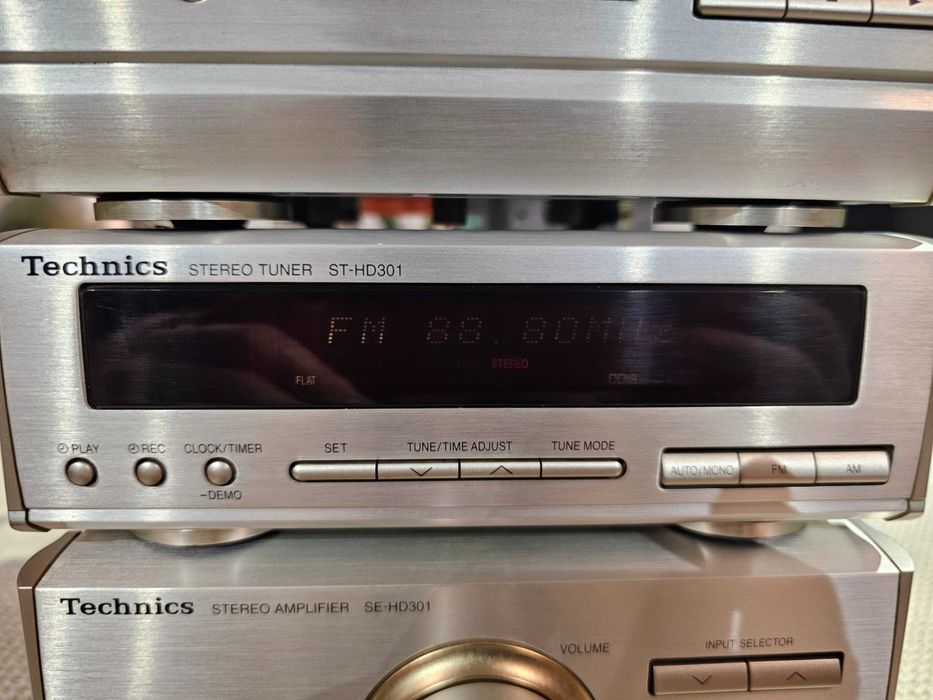 Technics STEREO TUNER ST-HD301
FM 88.80MHz
TUNED STEREO
FLAT
PLAY REC CLOCK/TIMER SET TUNE/TIME ADJUST TUNE MODE
–DEMO
AUTO/MONO FM AM
Technics STEREO AMPLIFIER SE-HD301
VOLUME
INPUT SELECTOR